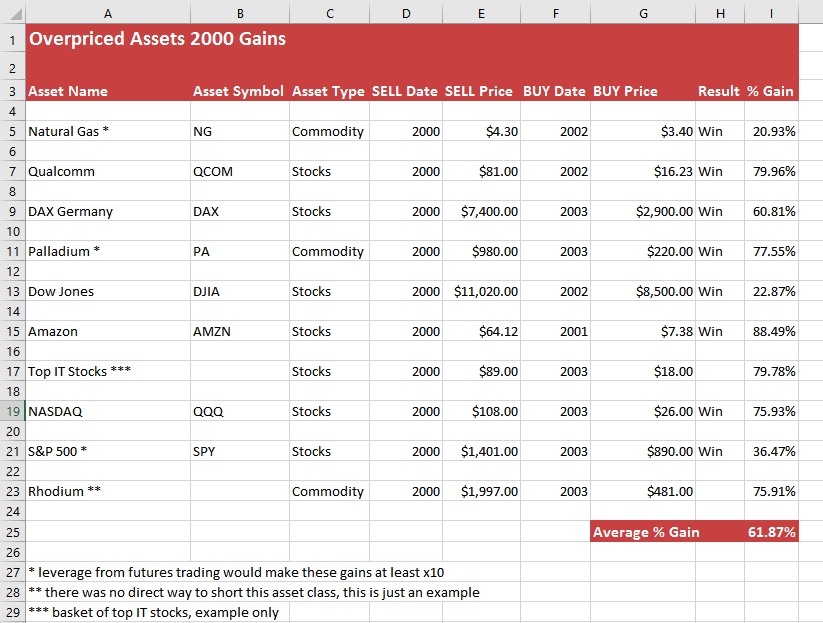 A B C D E F G H I
1 Overpriced Assets 2000 Gains
2
3 Asset Name Asset Symbol Asset Type SELL Date SELL Price BUY Date BUY Price Result % Gain
4
5 Natural Gas * NG Commodity 2000 $4.30 2002 $3.40 Win 20.93%
6
7 Qualcomm QCOM Stocks 2000 $81.00 2002 $16.23 Win 79.96%
8
9 DAX Germany DAX Stocks 2000 $7,400.00 2003 $2,900.00 Win 60.81%
10
11 Palladium * PA Commodity 2000 $980.00 2003 $220.00 Win 77.55%
12
13 Dow Jones DJIA Stocks 2000 $11,020.00 2002 $8,500.00 Win 22.87%
14
15 Amazon AMZN Stocks 2000 $64.12 2001 $7.38 Win 88.49%
16
17 Top IT Stocks *** Stocks 2000 $89.00 2003 $18.00 79.78%
18
19 NASDAQ QQQ Stocks 2000 $108.00 2003 $26.00 Win 75.93%
20
21 S&P 500 * SPY Stocks 2000 $1,401.00 2003 $890.00 Win 36.47%
22
23 Rhodium ** Commodity 2000 $1,997.00 2003 $481.00 75.91%
24
25 Average % Gain 61.87%
26
27 * leverage from futures trading would make these gains at least x10
28 ** there was no direct way to short this asset class, this is just an example
29 *** basket of top IT stocks, example only